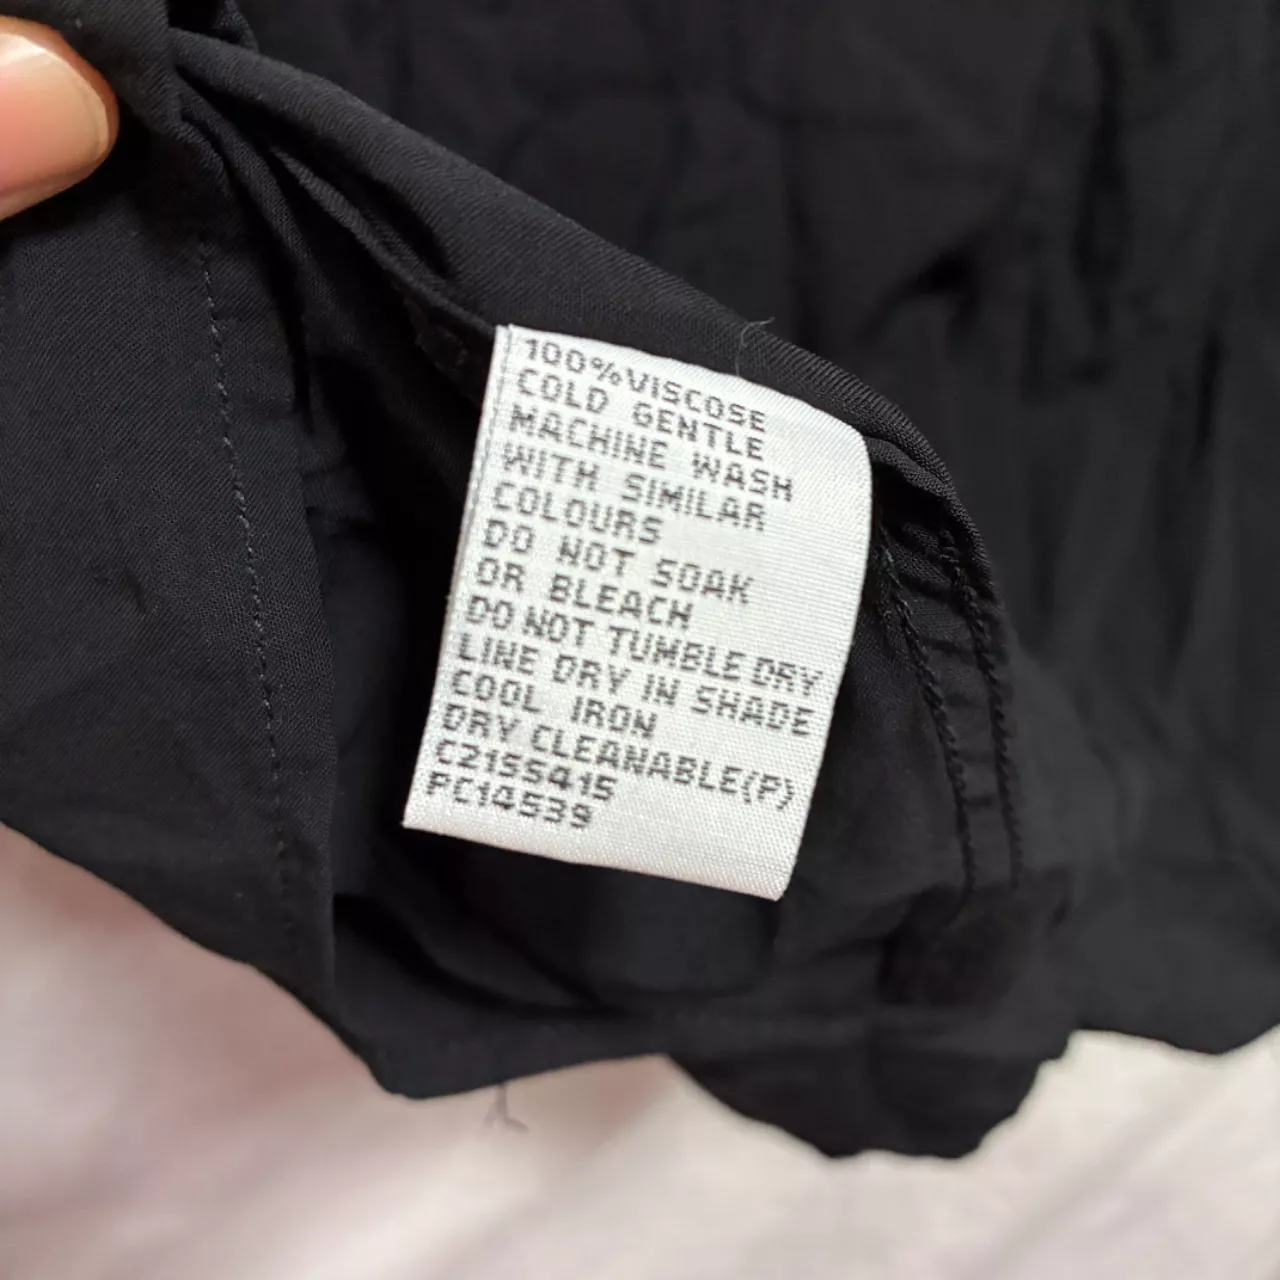 100%VISCOSE
COLD GENTLE
MACHINE WASH
WITH SIMILAR
COLOURS
DO NOT SOAK
OR BLEACH
DO NOT TUMBLE DRY
LINE DRY IN SHADE
COOL IRON
DRY CLEANABLE(P)
C21SS415
PC14539